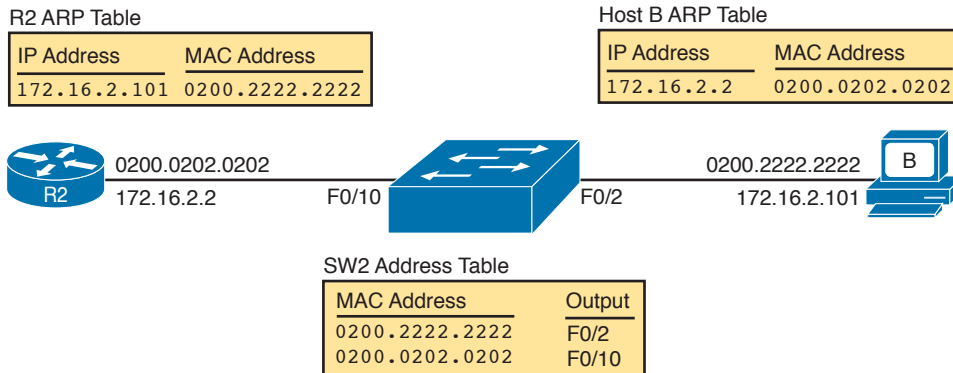 R2 ARP Table
IP Address MAC Address
172.16.2.101 0200.2222.2222
Host B ARP Table
IP Address MAC Address
172.16.2.2 0200.0202.0202
0200.0202.0202
R2
172.16.2.2
F0/10
F0/2
0200.2222.2222
B
172.16.2.101
SW2 Address Table
MAC Address Output
0200.2222.2222 F0/2
0200.0202.0202 F0/10